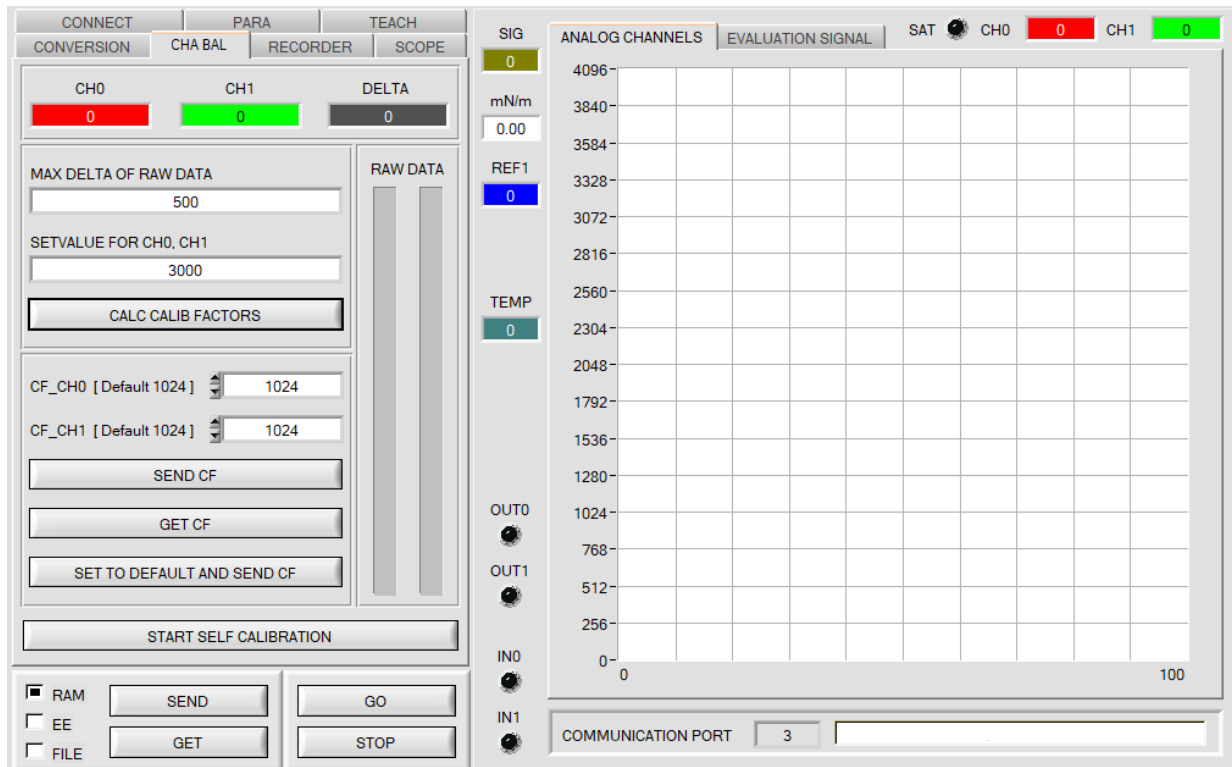 CONNECT PARA TEACH
CONVERSION CHA BAL RECORDER SCOPE
CH0 CH1 DELTA
0 0 0
MAX DELTA OF RAW DATA
500
SETVALUE FOR CH0, CH1
3000
CALC CALIB FACTORS
RAW DATA
CF_CH0 [ Default 1024 ] 1024
CF_CH1 [ Default 1024 ] 1024
SEND CF
GET CF
SET TO DEFAULT AND SEND CF
START SELF CALIBRATION
RAM
EE
FILE
SEND
GET
GO
STOP
SIG
0
mN/m
0.00
REF1
0
TEMP
0
OUT0
OUT1
IN0
IN1
ANALOG CHANNELS EVALUATION SIGNAL SAT CH0 0 CH1 0
4096
3840
3584
3328
3072
2816
2560
2304
2048
1792
1536
1280
1024
768
512
256
0
0 100
COMMUNICATION PORT 3